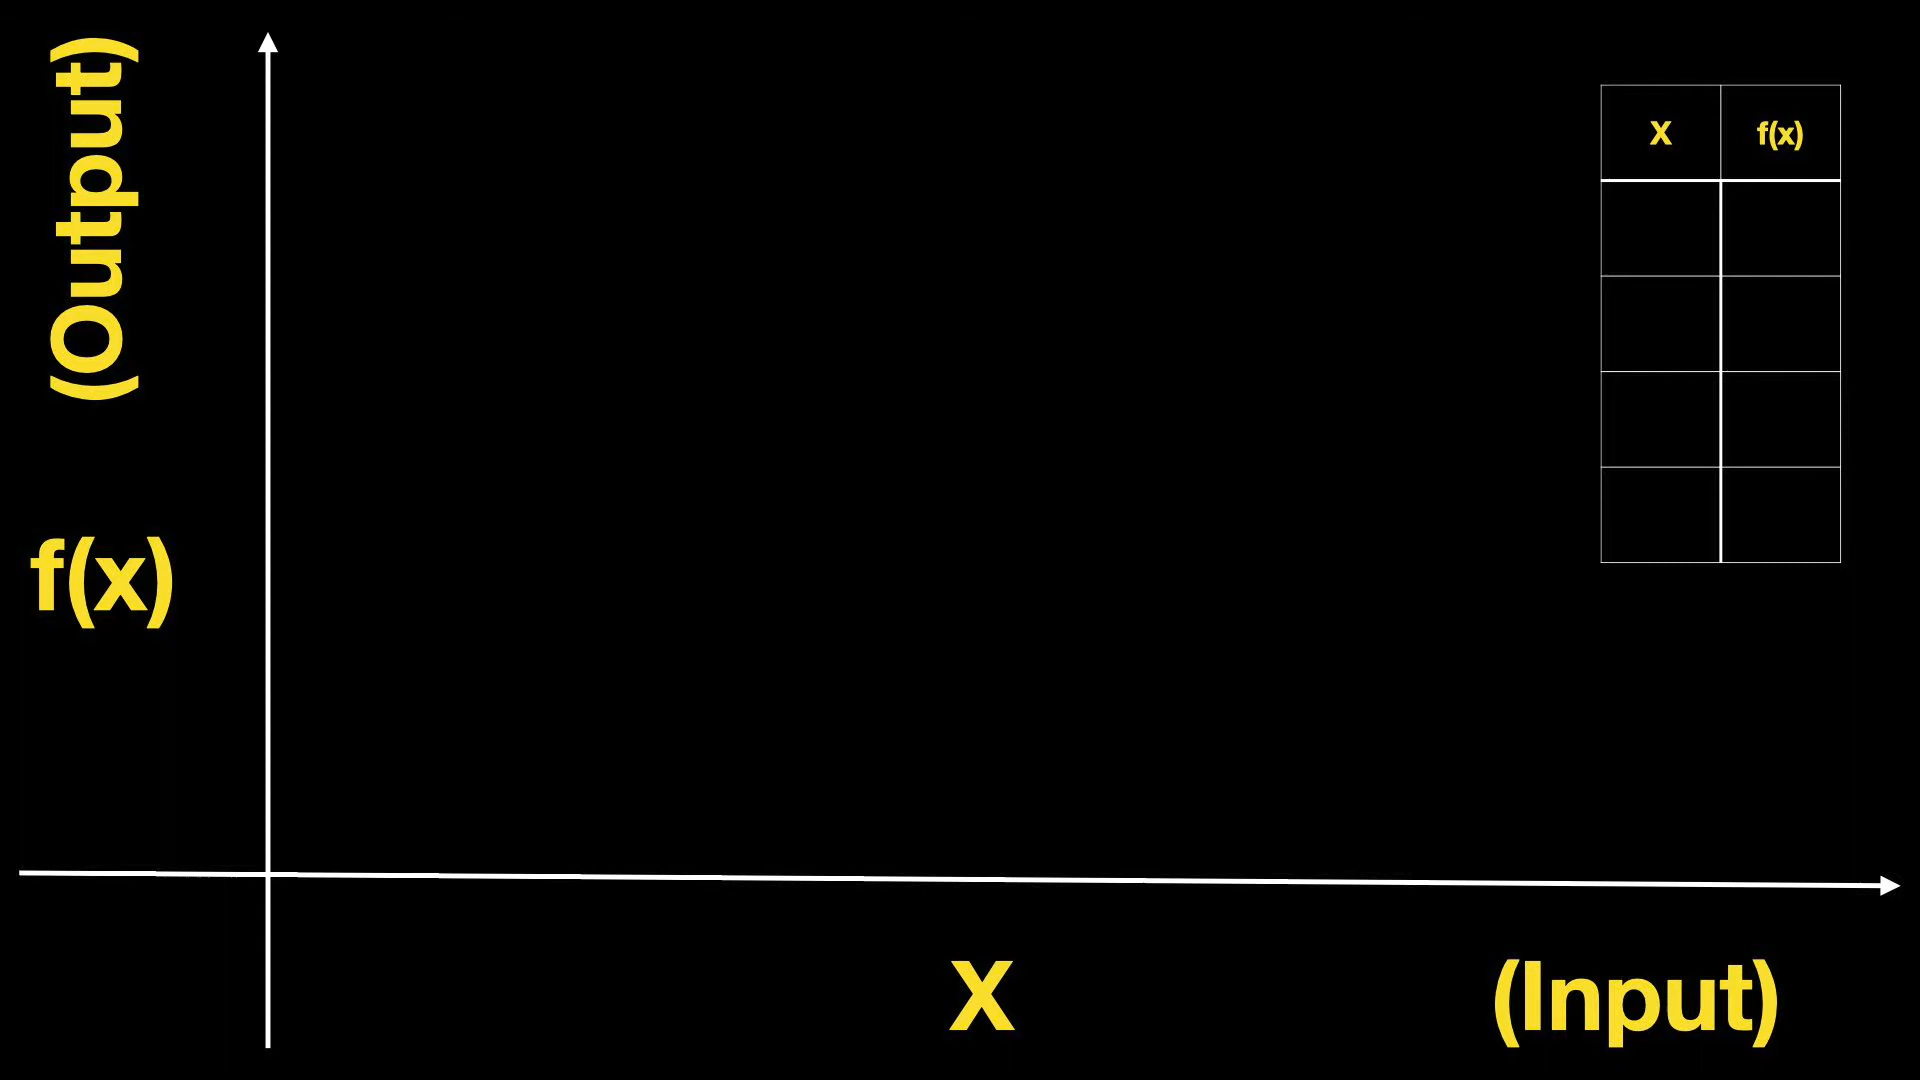 (Output)
f(x)
X
(Input)
X f(x)